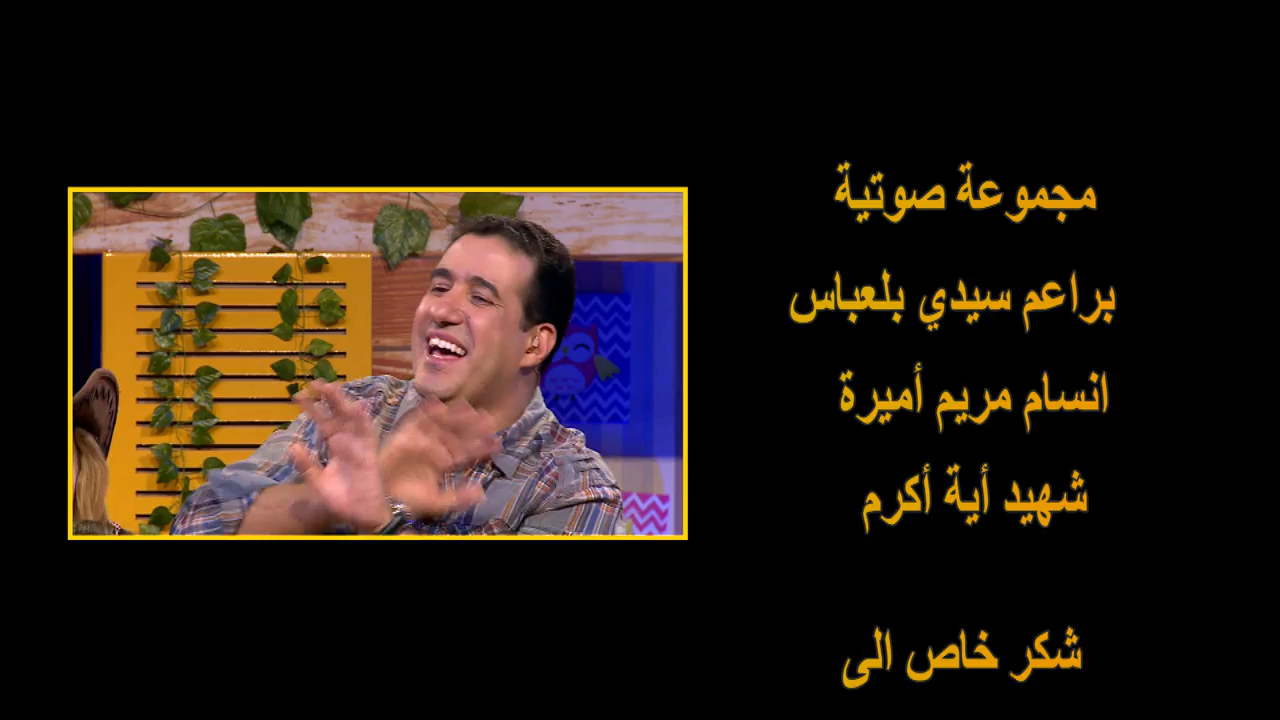 مجموعة صوتية
براعم سيدي بلعباس
انسام مريم أميرة
شهيد أية أكرم
شكر خاص الى